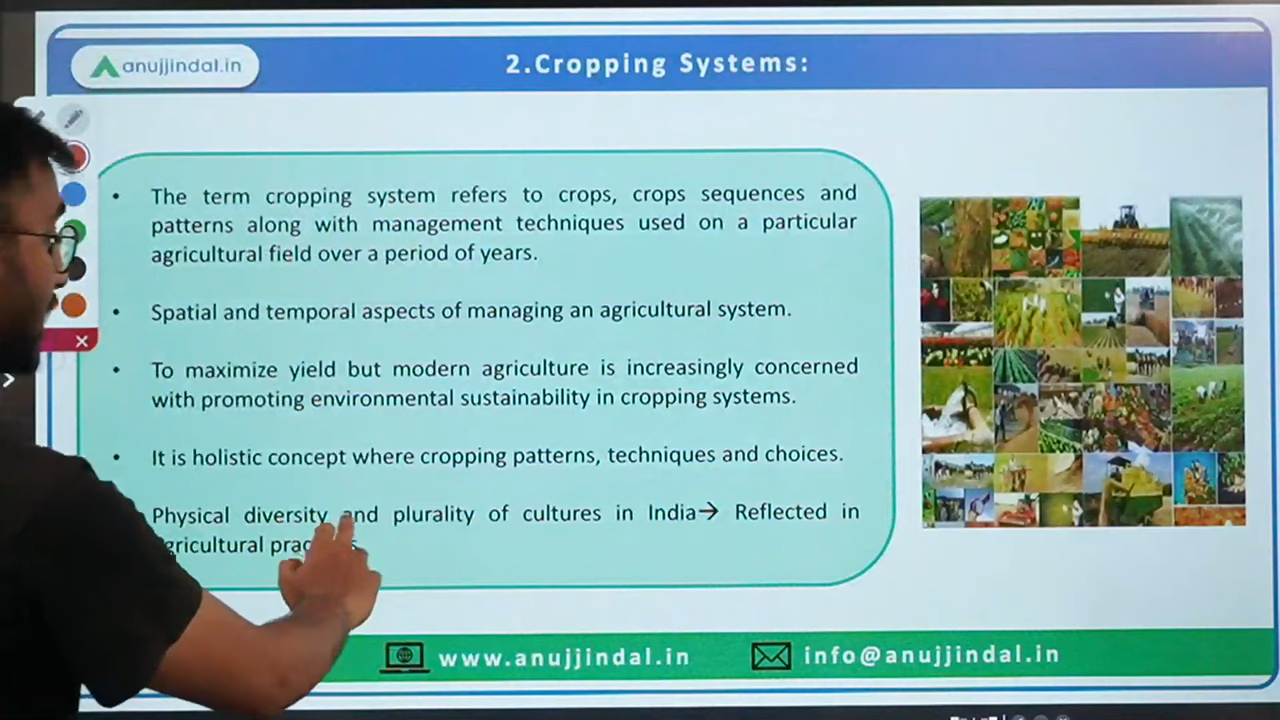 anujjindal.in
2.Cropping Systems:
• The term cropping system refers to crops, crops sequences and
patterns along with management techniques used on a particular
agricultural field over a period of years.
• Spatial and temporal aspects of managing an agricultural system.
• To maximize yield but modern agriculture is increasingly concerned
with promoting environmental sustainability in cropping systems.
• It is holistic concept where cropping patterns, techniques and choices.
Physical diversity and plurality of cultures in India→ Reflected in
agricultural
www.anujjindal.in
info@anujjindal.in